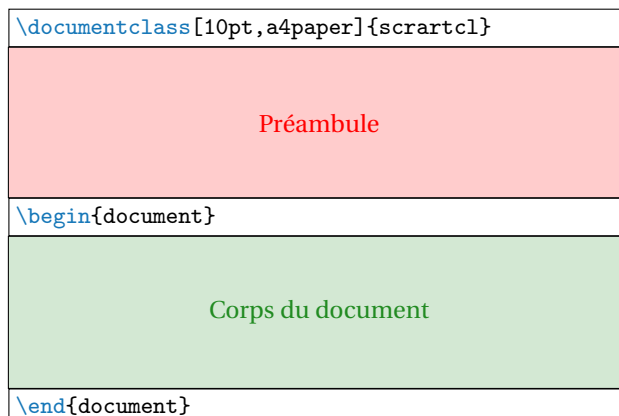 \documentclass[10pt,a4paper]{scrartcl}
Préambule
\begin{document}
Corps du document
\end{document}